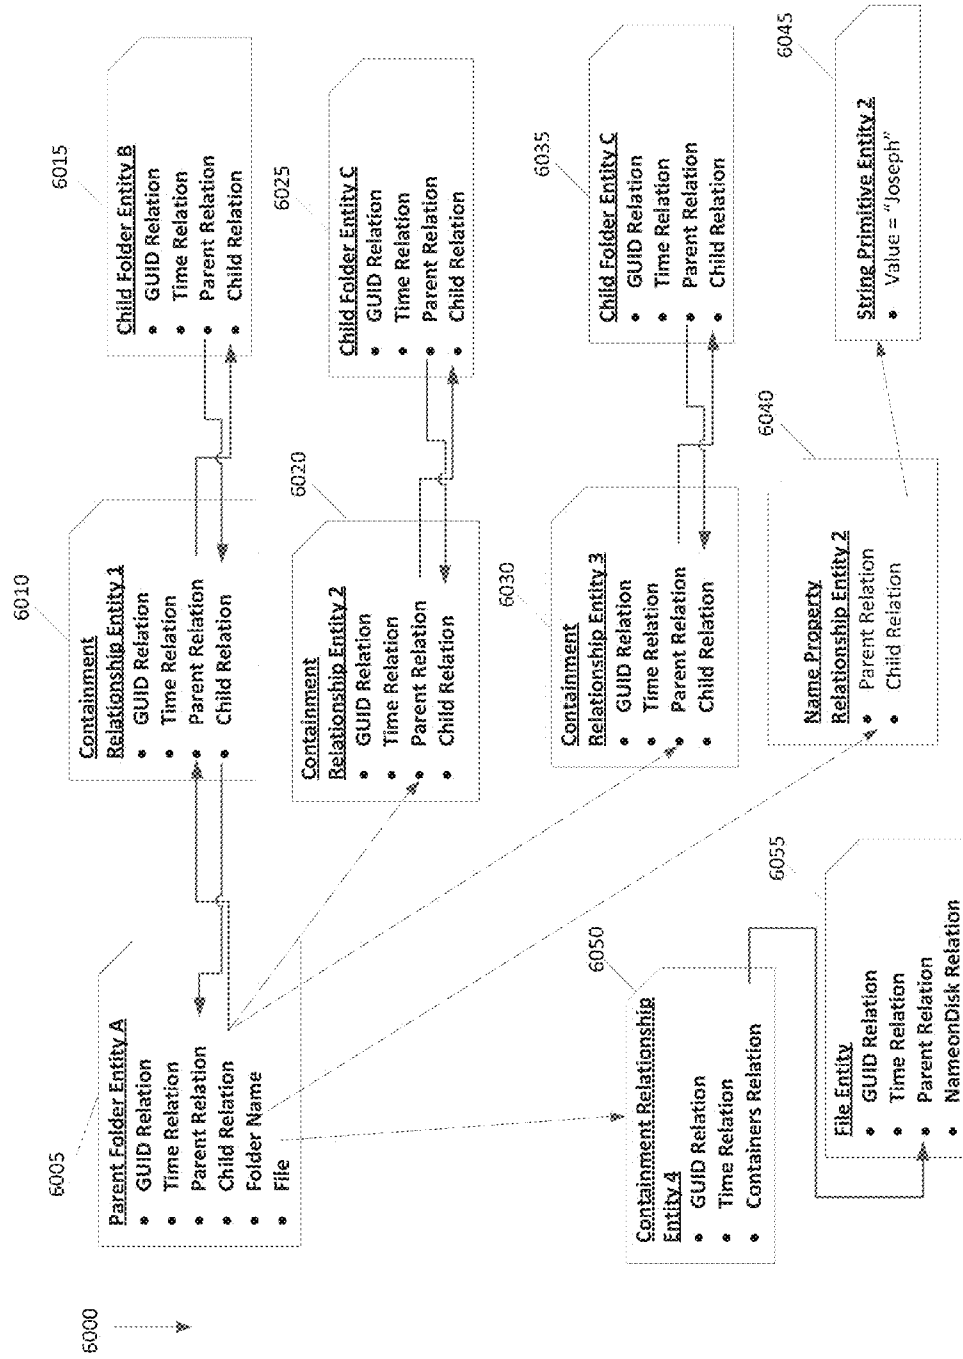 6000
6005
Parent Folder Entity A
• GUID Relation
• Time Relation
• Parent Relation
• Child Relation
• Folder Name
• File
6010
Containment
Relationship Entity 1
• GUID Relation
• Time Relation
• Parent Relation
• Child Relation
6015
Child Folder Entity B
• GUID Relation
• Time Relation
• Parent Relation
• Child Relation
6020
Containment
Relationship Entity 2
• GUID Relation
• Time Relation
• Parent Relation
• Child Relation
6025
Child Folder Entity C
• GUID Relation
• Time Relation
• Parent Relation
• Child Relation
6030
Containment
Relationship Entity 3
• GUID Relation
• Time Relation
• Parent Relation
• Child Relation
6035
Child Folder Entity C
• GUID Relation
• Time Relation
• Parent Relation
• Child Relation
6040
Name Property
Relationship Entity 2
• Parent Relation
• Child Relation
6045
String Primitive Entity 2
• Value = "Joseph"
6050
Containment Relationship
Entity 4
• GUID Relation
• Time Relation
• Containers Relation
6055
File Entity
• GUID Relation
• Time Relation
• Parent Relation
• NameonDisk Relation